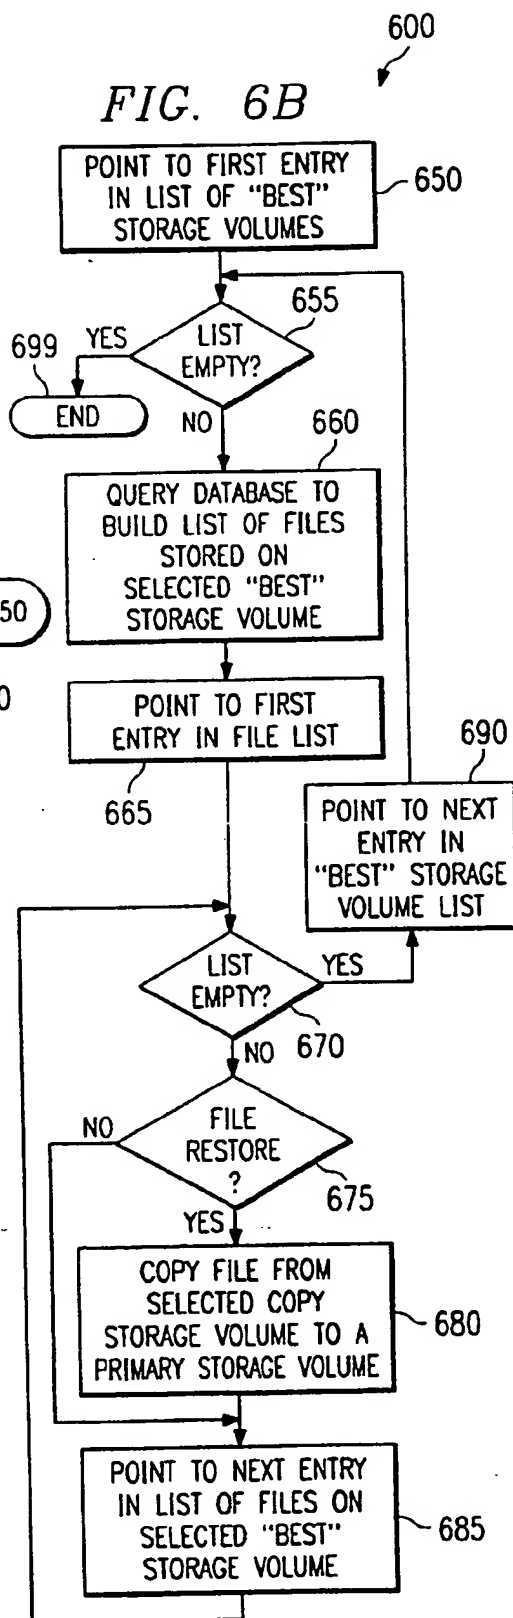 600
FIG. 6B
POINT TO FIRST ENTRY
IN LIST OF "BEST"
STORAGE VOLUMES
650
655
YES
LIST
EMPTY?
699
END
NO
660
QUERY DATABASE TO
BUILD LIST OF FILES
STORED ON
SELECTED "BEST"
STORAGE VOLUME
50
0
POINT TO FIRST
ENTRY IN FILE LIST
665
690
POINT TO NEXT
ENTRY IN
"BEST" STORAGE
VOLUME LIST
LIST
EMPTY?
YES
670
NO
NO
FILE
RESTORE
?
675
YES
COPY FILE FROM
SELECTED COPY
STORAGE VOLUME TO A
PRIMARY STORAGE VOLUME
680
POINT TO NEXT ENTRY
IN LIST OF FILES ON
SELECTED "BEST"
STORAGE VOLUME
685